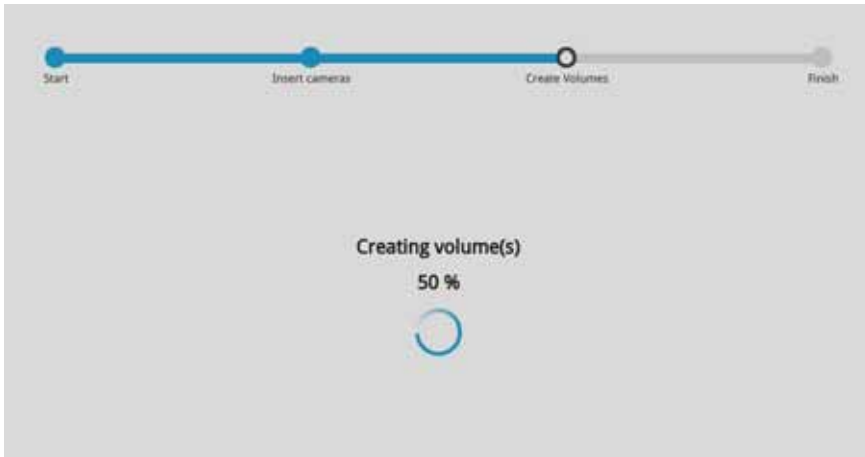 Start
Insert cameras
Create Volumes
Finish
Creating volume(s)
50 %